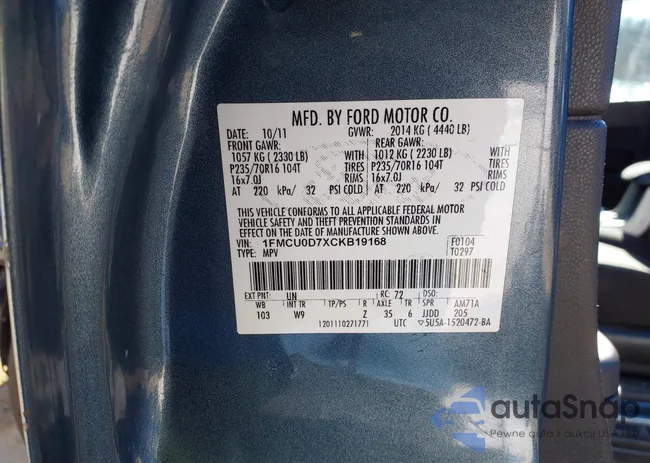 MFD. BY FORD MOTOR CO.
DATE: 10/11 GVWR: 2014 KG ( 4440 LB)
FRONT GAWR: REAR GAWR:
1057 KG ( 2330 LB) WITH 1012 KG ( 2230 LB) WITH
P235/70R16 104T TIRES P235/70R16 104T TIRES
16x7.0J RIMS 16x7.0J RIMS
AT 220 kPa/ 32 PSI COLD AT 220 kPa/ 32 PSI COLD
THIS VEHICLE CONFORMS TO ALL APPLICABLE FEDERAL MOTOR
VEHICLE SAFETY AND THEFT PREVENTION STANDARDS IN EFFECT
ON THE DATE OF MANUFACTURE SHOWN ABOVE.
VIN: 1FMCU0D7XCKB19168 F0104
TYPE: MPV T0297
EXT PNT: UN RC: 72 DSO:
WB INT TR TP/PS R AXLE TR SPR AM71A
103 W9 Z 35 6 JJDD 205
1201110271771 UTC 5U5A-1520472-BA
autaSnap
Pewne auta z aukcji USA